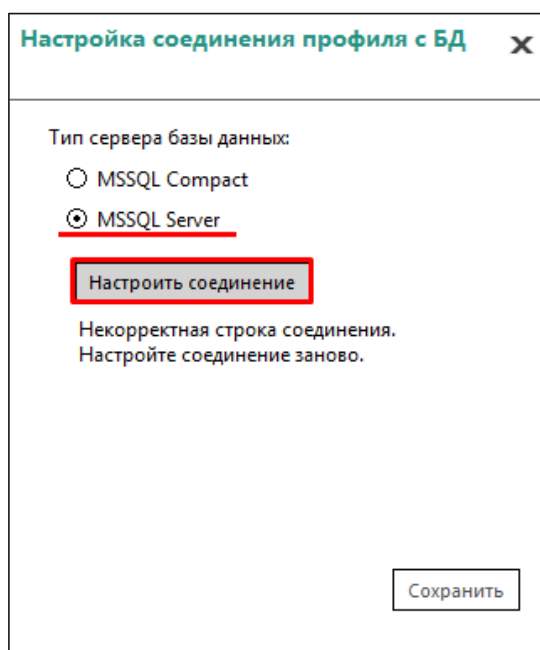 Настройка соединения профиля с БД
Тип сервера базы данных:
MSSQL Compact
MSSQL Server
Настроить соединение
Некорректная строка соединения.
Настройте соединение заново.
Сохранить